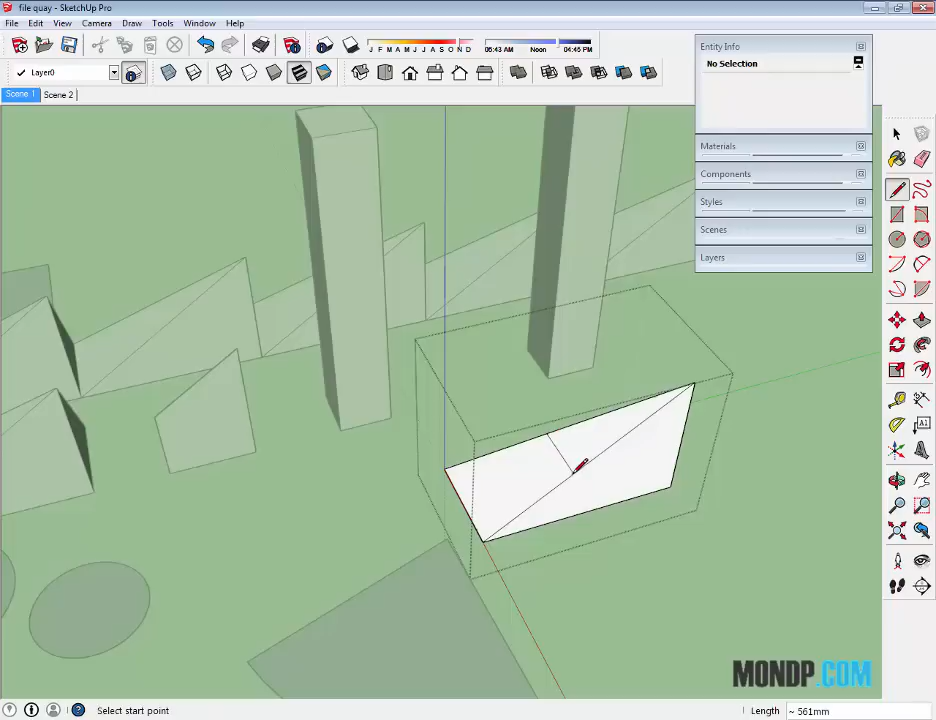 file quay - SketchUp Pro
File Edit View Camera Draw Tools Window Help
J F M A M J J A S O N D 06:43 AM Noon 04:45 PM
Layer0
Scene 1 Scene 2
Entity Info
No Selection
Materials
Components
Styles
Scenes
Layers
A1
MONDP.COM
Select start point Length ~ 561mm